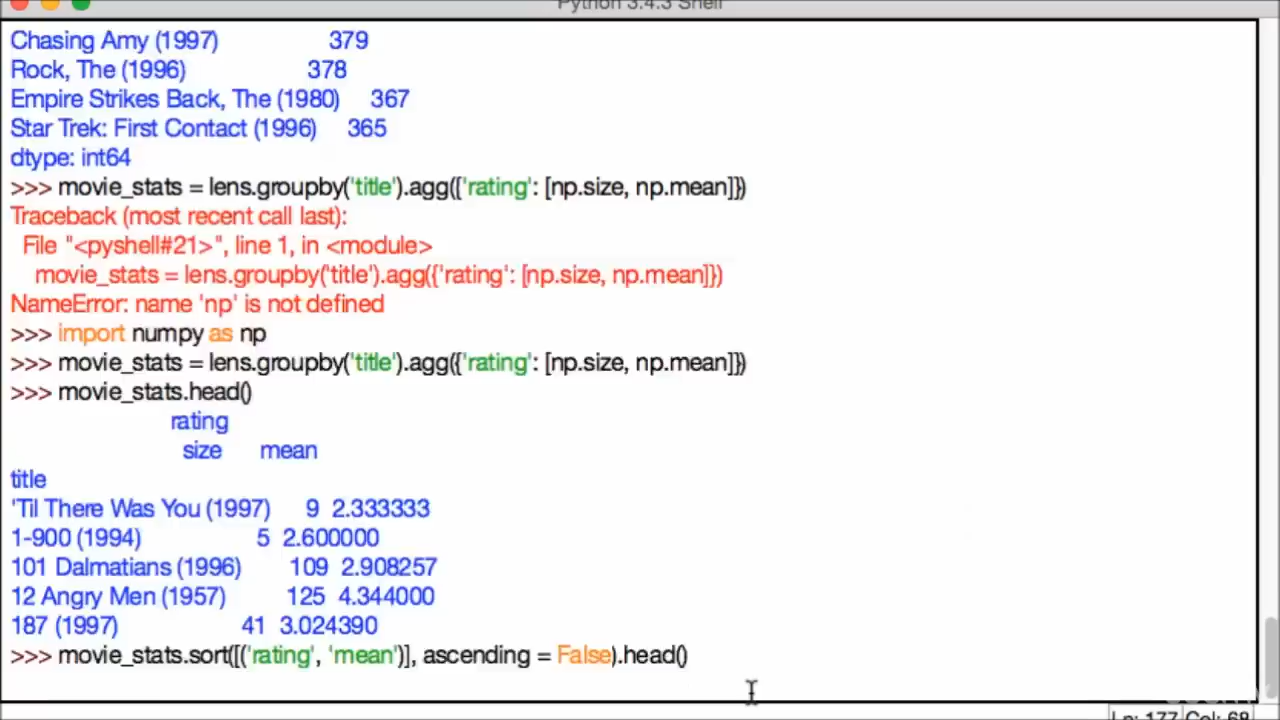 Python 3.4.3 Shell
Chasing Amy (1997) 379
Rock, The (1996) 378
Empire Strikes Back, The (1980) 367
Star Trek: First Contact (1996) 365
dtype: int64
>>> movie_stats = lens.groupby('title').agg({'rating': [np.size, np.mean]})
Traceback (most recent call last):
File "<pyshell#21>", line 1, in <module>
movie_stats = lens.groupby('title').agg({'rating': [np.size, np.mean]})
NameError: name 'np' is not defined
>>> import numpy as np
>>> movie_stats = lens.groupby('title').agg({'rating': [np.size, np.mean]})
>>> movie_stats.head()
rating
size mean
title
'Til There Was You (1997) 9 2.333333
1-900 (1994) 5 2.600000
101 Dalmatians (1996) 109 2.908257
12 Angry Men (1957) 125 4.344000
187 (1997) 41 3.024390
>>> movie_stats.sort([('rating', 'mean')], ascending = False).head()
Ln: 177 Col: 68